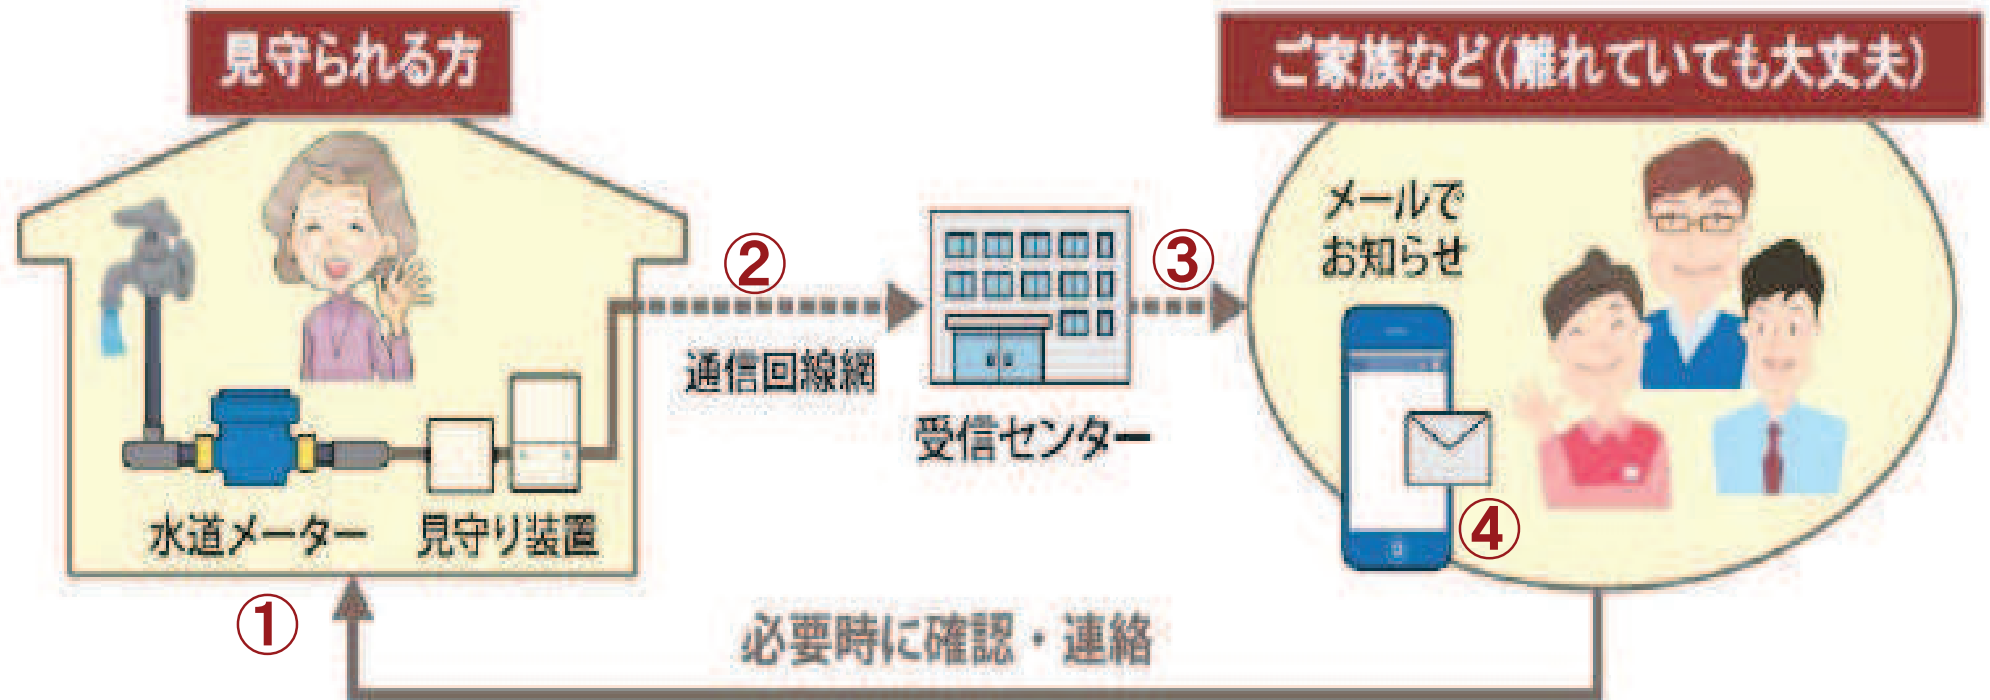 見守られる方
ご家族など(離れていても大丈夫)
メールで
お知らせ
②
③
通信回線網
受信センター
水道メーター
見守り装置
④
①
必要時に確認・連絡